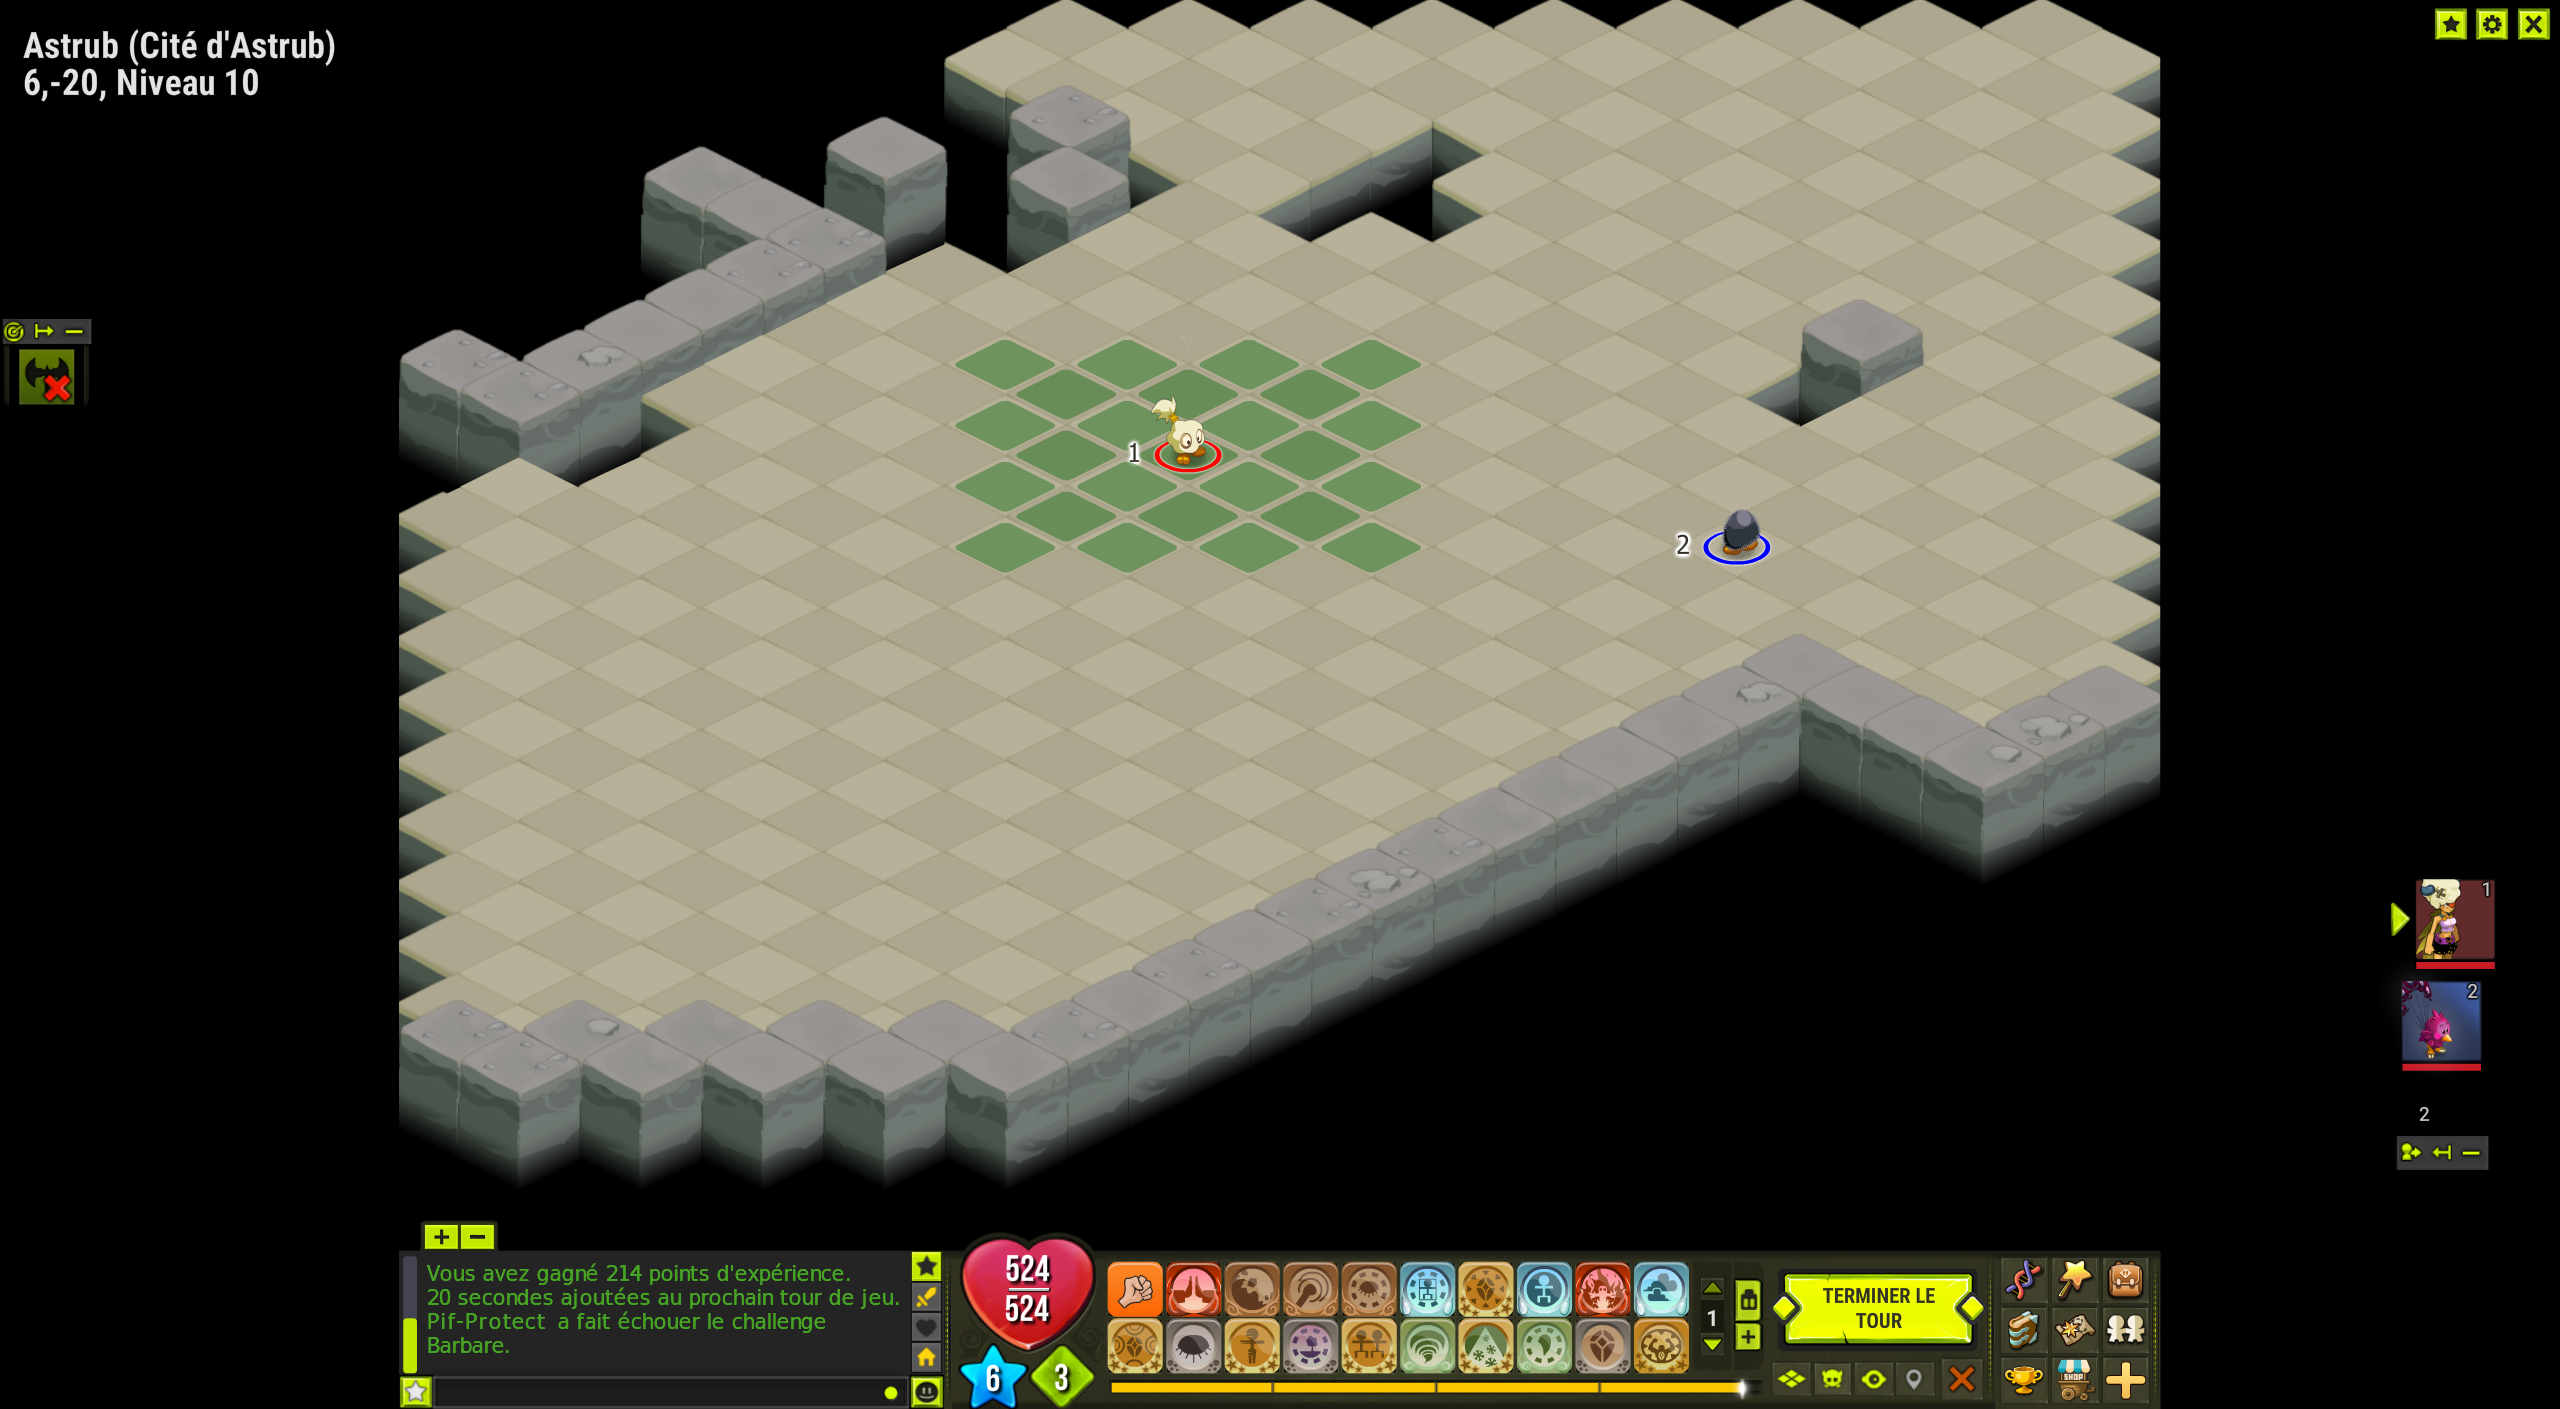 Astrub (Cité d'Astrub)
6,-20, Niveau 10
1
2
1
2
2
Vous avez gagné 214 points d'expérience.
20 secondes ajoutées au prochain tour de jeu.
Pif-Protect a fait échouer le challenge
Barbare.
524
524
6
3
1
TERMINER LE
TOUR
SHOP